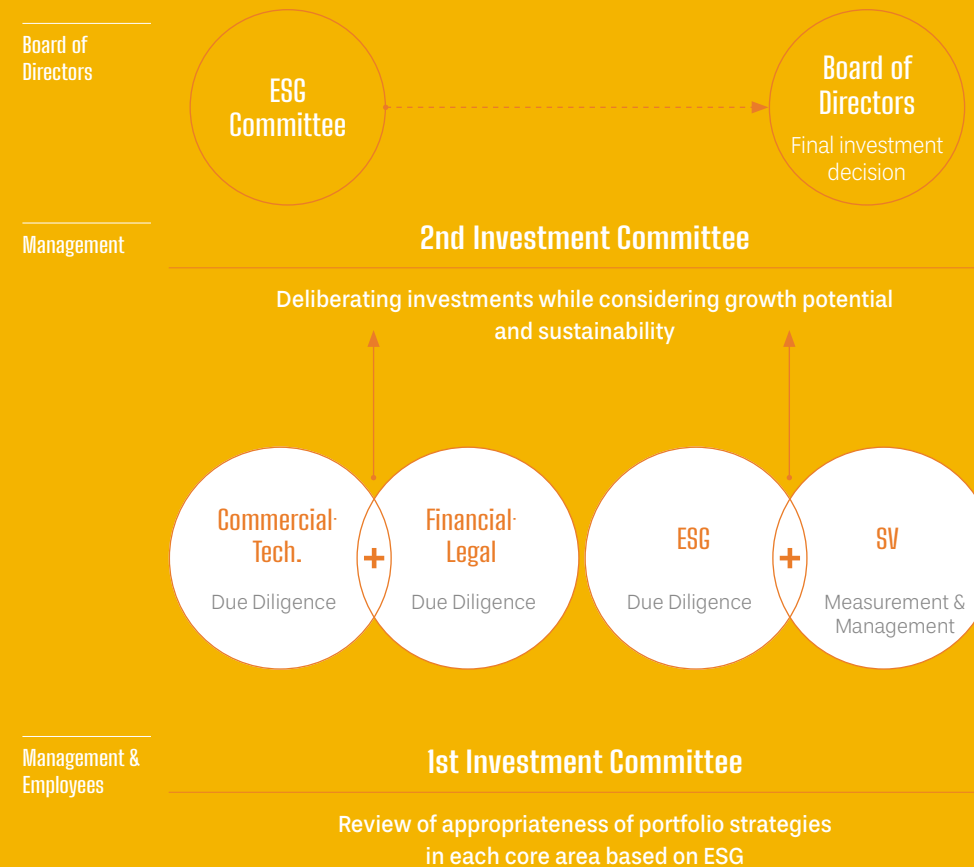 Board of
Directors
ESG
Committee
Board of
Directors
Final investment
decision
Management
2nd Investment Committee
Deliberating investments while considering growth potential
and sustainability
Commercial·
Tech.
Due Diligence
+
Financial·
Legal
Due Diligence
ESG
Due Diligence
+
SV
Measurement &
Management
Management &
Employees
1st Investment Committee
Review of appropriateness of portfolio strategies
in each core area based on ESG